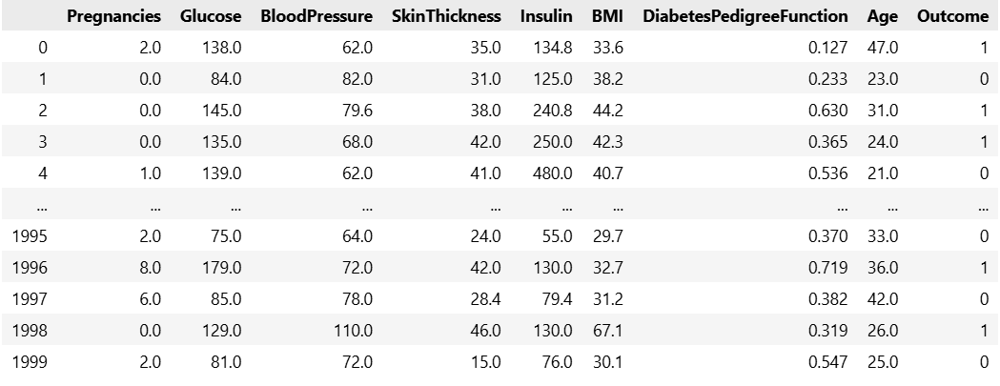 Pregnancies Glucose BloodPressure SkinThickness Insulin BMI DiabetesPedigreeFunction Age Outcome
0 2.0 138.0 62.0 35.0 134.8 33.6 0.127 47.0 1
1 0.0 84.0 82.0 31.0 125.0 38.2 0.233 23.0 0
2 0.0 145.0 79.6 38.0 240.8 44.2 0.630 31.0 1
3 0.0 135.0 68.0 42.0 250.0 42.3 0.365 24.0 1
4 1.0 139.0 62.0 41.0 480.0 40.7 0.536 21.0 0
... ... ... ... ... ... ... ... ... ...
1995 2.0 75.0 64.0 24.0 55.0 29.7 0.370 33.0 0
1996 8.0 179.0 72.0 42.0 130.0 32.7 0.719 36.0 1
1997 6.0 85.0 78.0 28.4 79.4 31.2 0.382 42.0 0
1998 0.0 129.0 110.0 46.0 130.0 67.1 0.319 26.0 1
1999 2.0 81.0 72.0 15.0 76.0 30.1 0.547 25.0 0